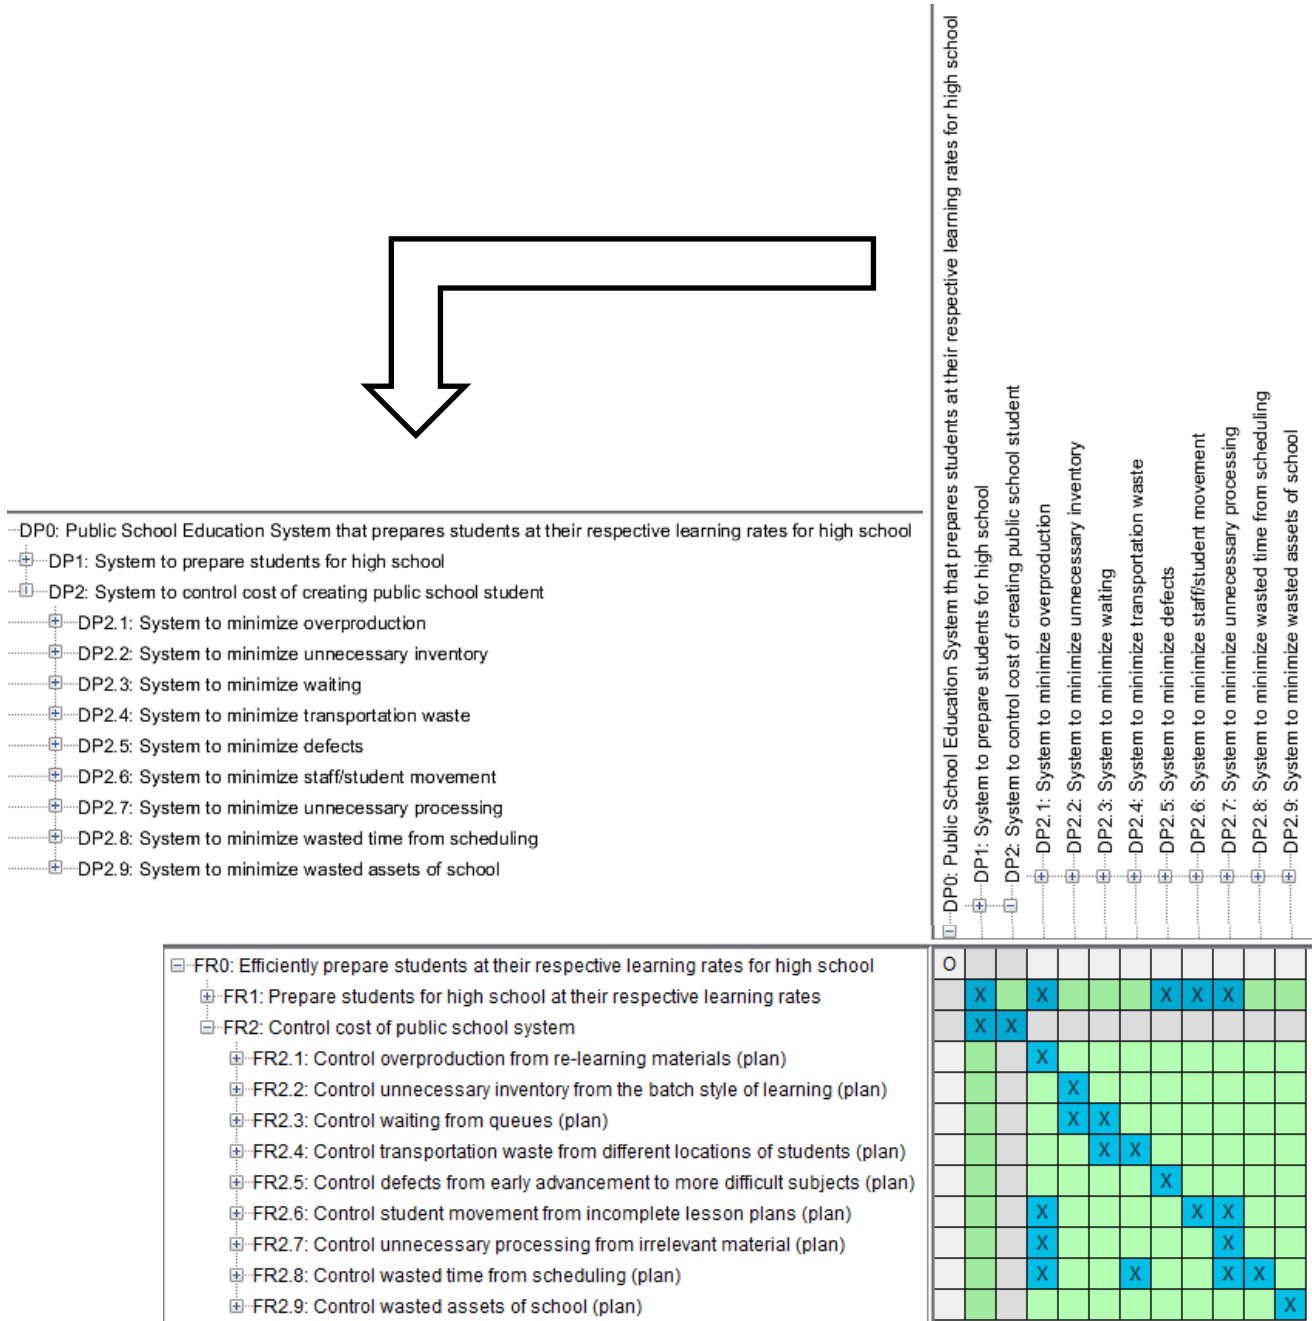 DP0: Public School Education System that prepares students at their respective learning rates for high school
DP1: System to prepare students for high school
DP2: System to control cost of creating public school student
DP2.1: System to minimize overproduction
DP2.2: System to minimize unnecessary inventory
DP2.3: System to minimize waiting
DP2.4: System to minimize transportation waste
DP2.5: System to minimize defects
DP2.6: System to minimize staff/student movement
DP2.7: System to minimize unnecessary processing
DP2.8: System to minimize wasted time from scheduling
DP2.9: System to minimize wasted assets of school
DP0: Public School Education System that prepares students at their respective learning rates for high school
DP1: System to prepare students for high school
DP2: System to control cost of creating public school student
DP2.1: System to minimize overproduction
DP2.2: System to minimize unnecessary inventory
DP2.3: System to minimize waiting
DP2.4: System to minimize transportation waste
DP2.5: System to minimize defects
DP2.6: System to minimize staff/student movement
DP2.7: System to minimize unnecessary processing
DP2.8: System to minimize wasted time from scheduling
DP2.9: System to minimize wasted assets of school
FR0: Efficiently prepare students at their respective learning rates for high school O
FR1: Prepare students for high school at their respective learning rates X X X X X
FR2: Control cost of public school system X X
FR2.1: Control overproduction from re-learning materials (plan) X
FR2.2: Control unnecessary inventory from the batch style of learning (plan) X
FR2.3: Control waiting from queues (plan) X X
FR2.4: Control transportation waste from different locations of students (plan) X X
FR2.5: Control defects from early advancement to more difficult subjects (plan) X
FR2.6: Control student movement from incomplete lesson plans (plan) X X X
FR2.7: Control unnecessary processing from irrelevant material (plan) X X
FR2.8: Control wasted time from scheduling (plan) X X X X
FR2.9: Control wasted assets of school (plan) X